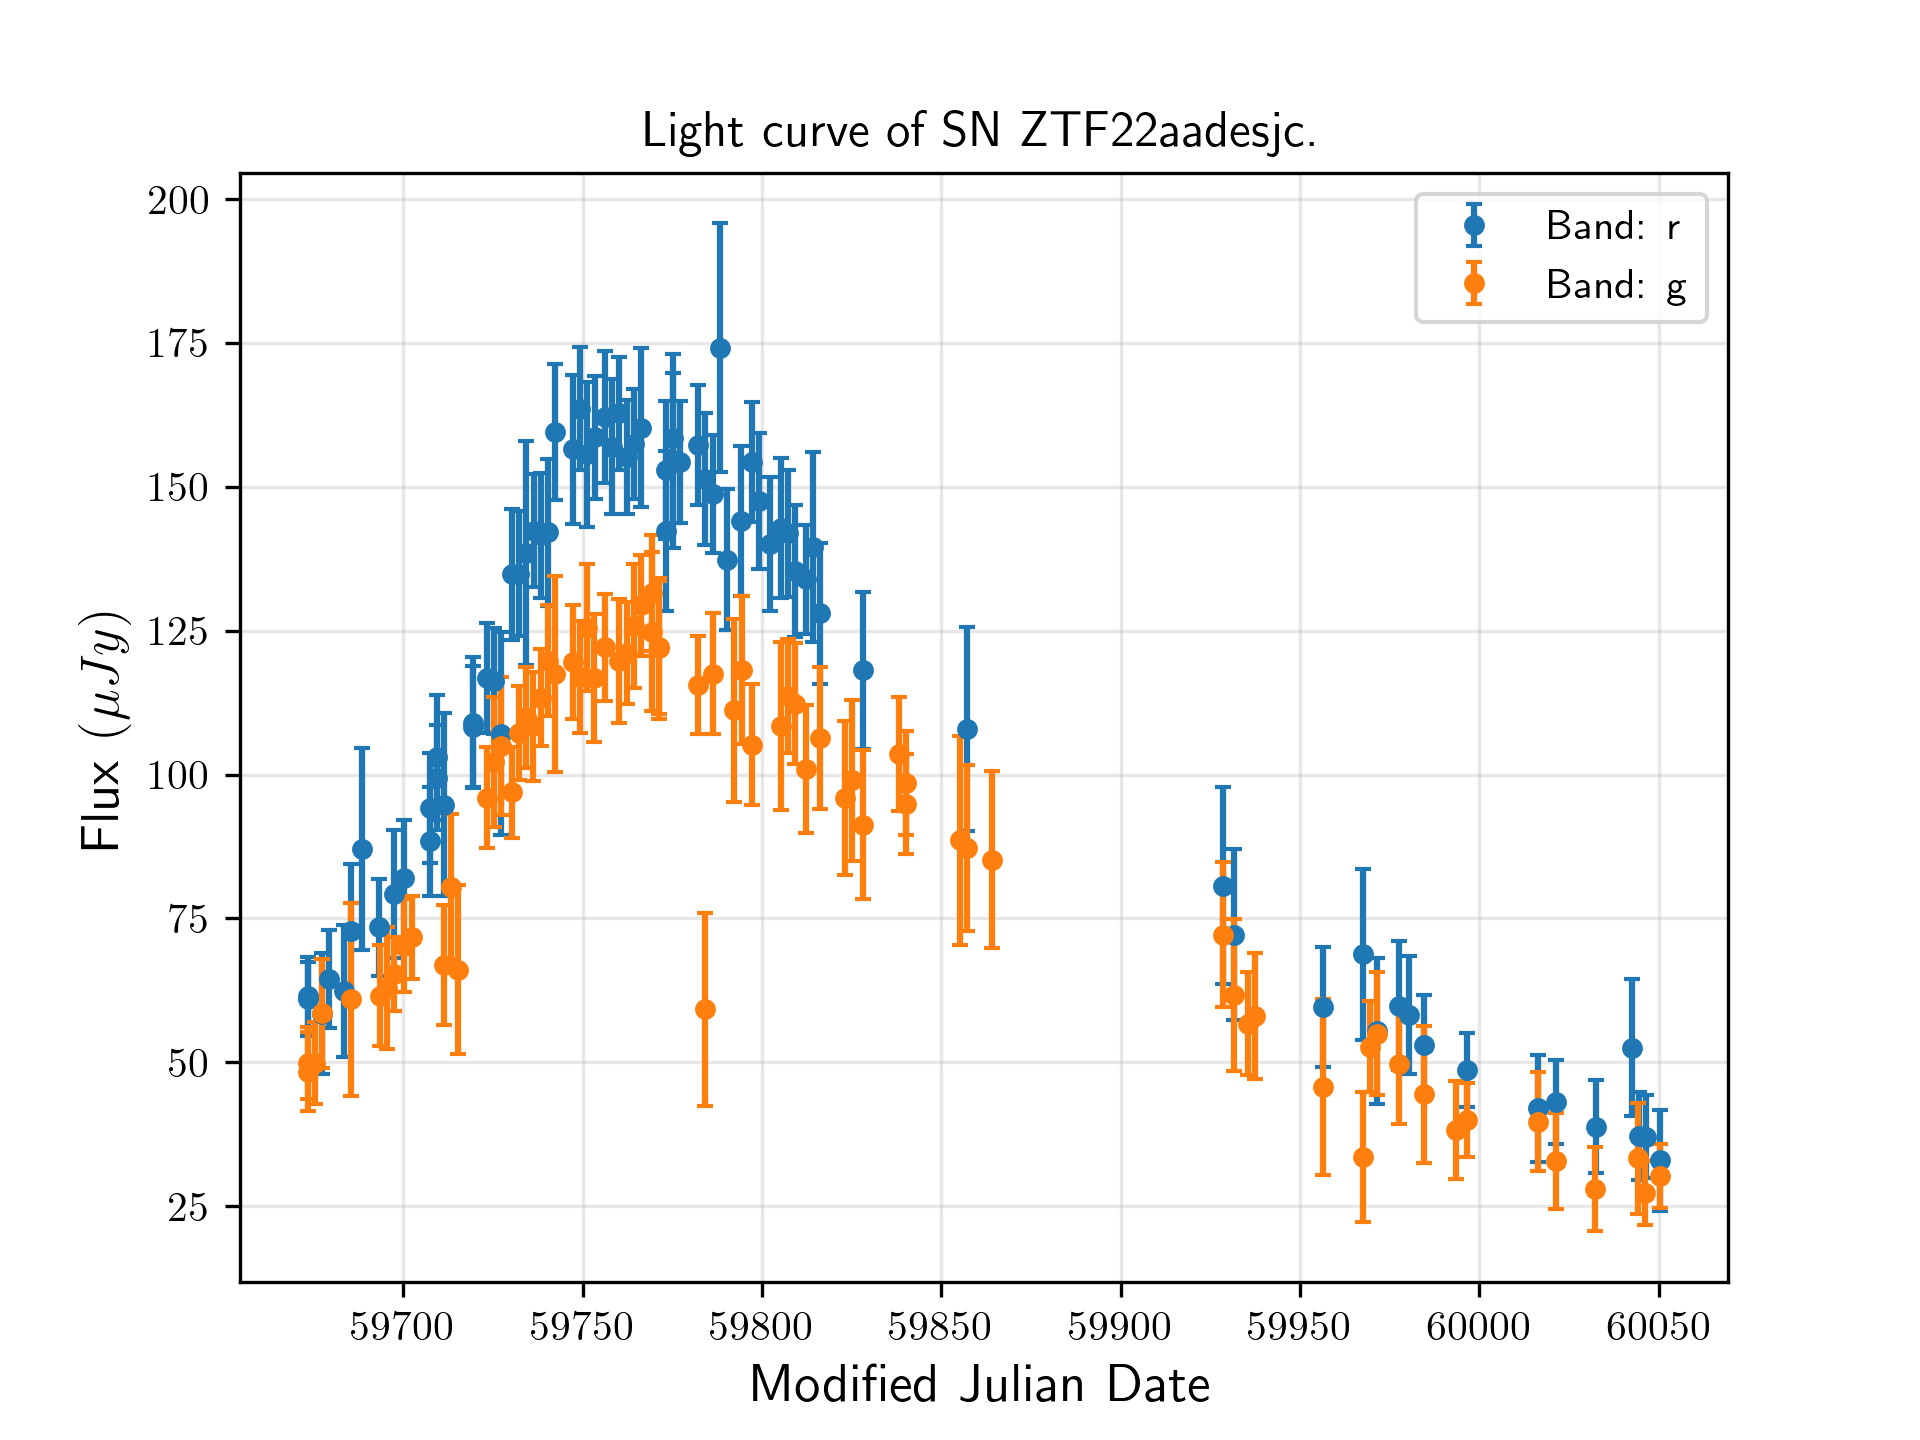 Light curve of SN ZTF22aadesjc.
200
175
150
125
100
75
50
25
Flux (μJy)
Band: r
Band: g
59700 59750 59800 59850 59900 59950 60000 60050
Modified Julian Date